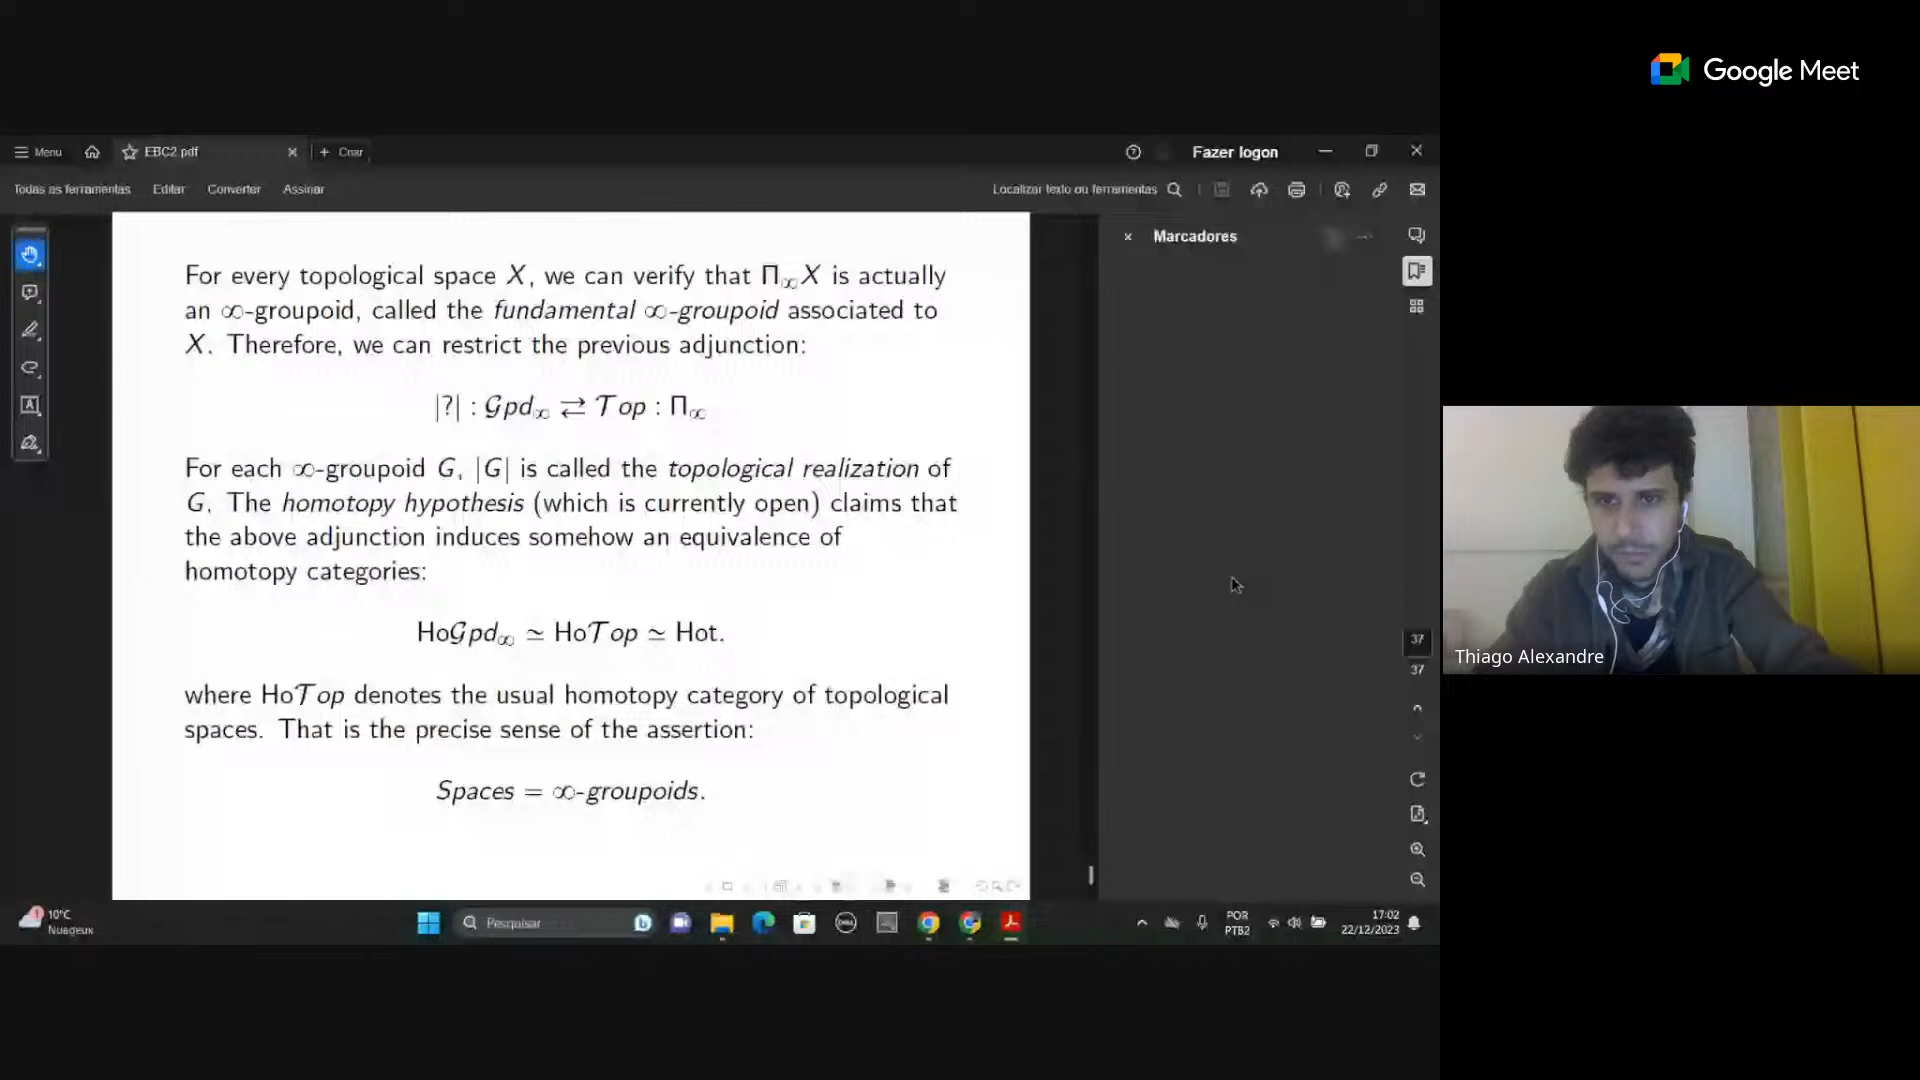 Google Meet
Menu
EBC2.pdf
+ Criar
Fazer logon
Todas as ferramentas Editar Converter Assinar
Localizar texto ou ferramentas
Marcadores
For every topological space X, we can verify that Π∞X is actually
an ∞-groupoid, called the fundamental ∞-groupoid associated to
X. Therefore, we can restrict the previous adjunction:
|?| : Gpd∞ ⇄ Top : Π∞
For each ∞-groupoid G, |G| is called the topological realization of
G. The homotopy hypothesis (which is currently open) claims that
the above adjunction induces somehow an equivalence of
homotopy categories:
HoGpd∞ ≃ HoTop ≃ Hot.
where HoTop denotes the usual homotopy category of topological
spaces. That is the precise sense of the assertion:
Spaces = ∞-groupoids.
37
37
Thiago Alexandre
1
10°C
Nuageux
Pesquisar
POR
PTB2
17:02
22/12/2023